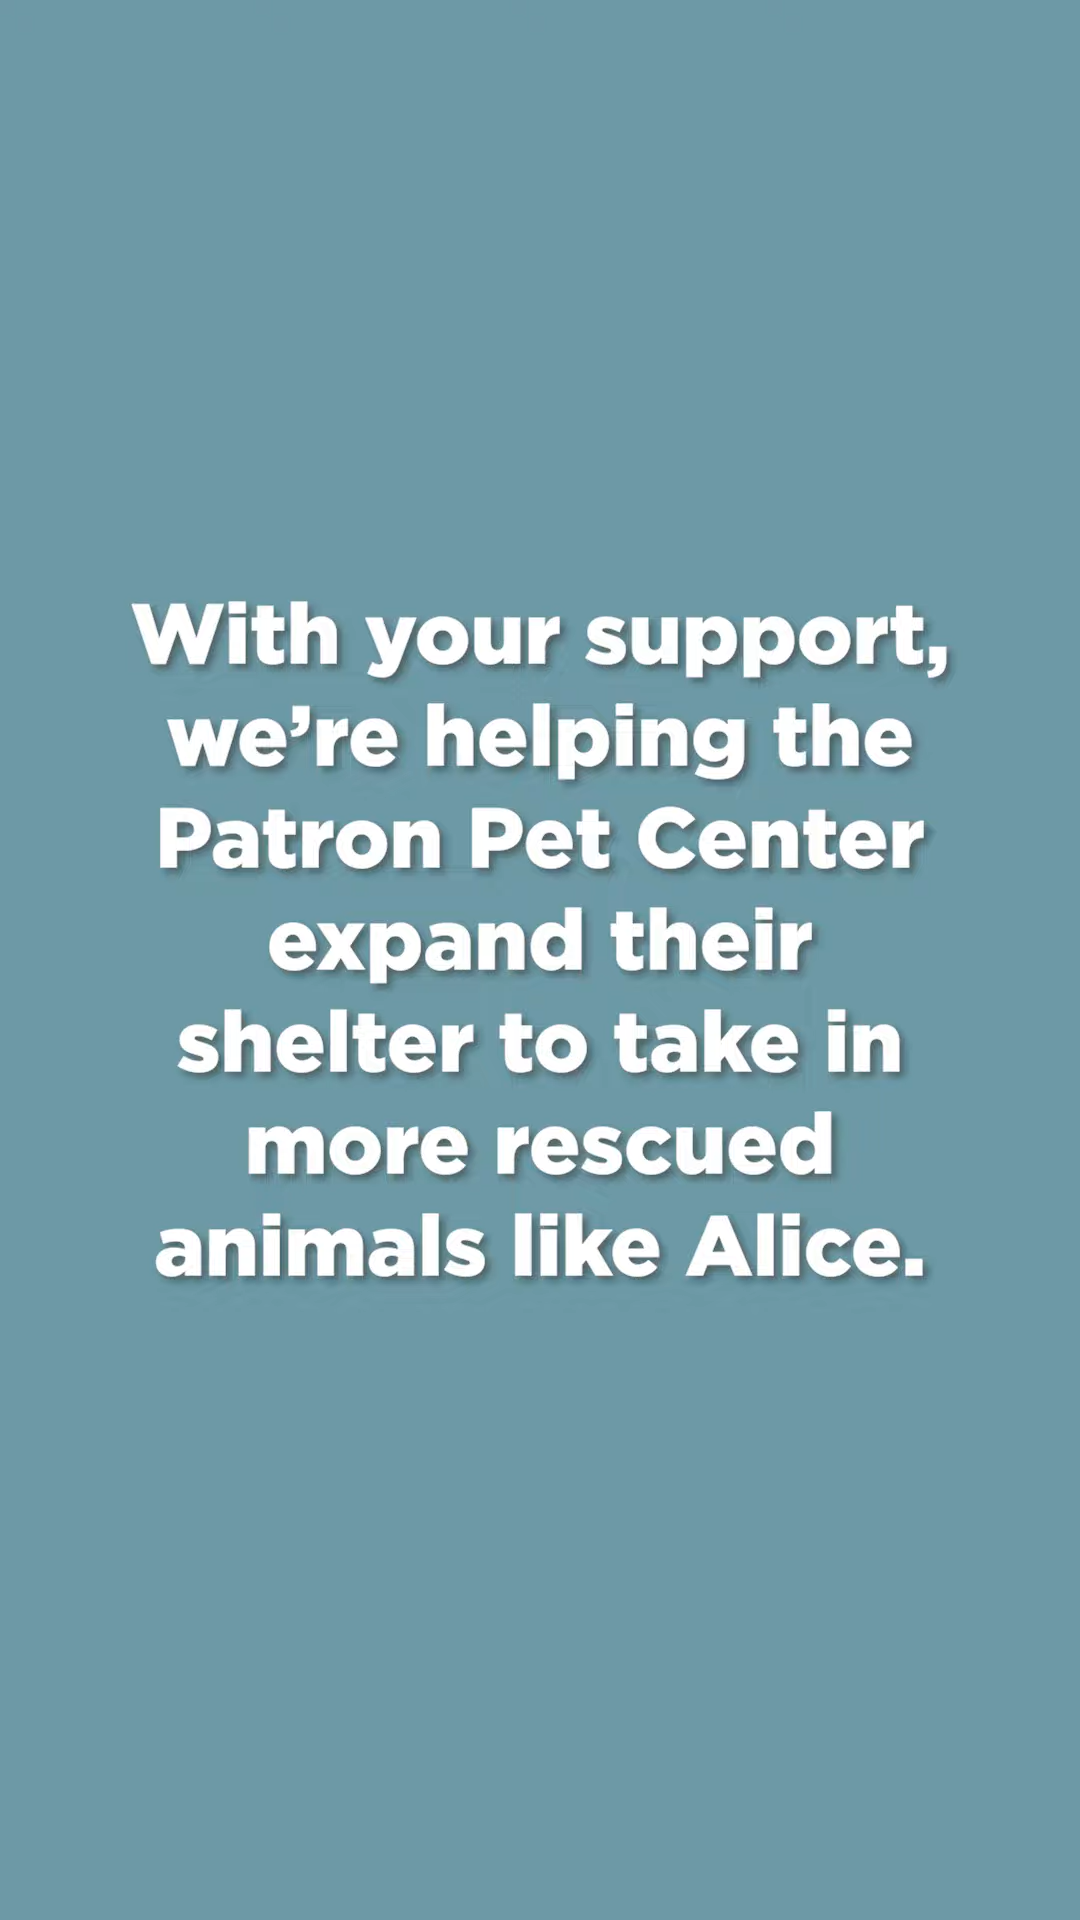 With your support,
we’re helping the
Patron Pet Center
expand their
shelter to take in
more rescued
animals like Alice.